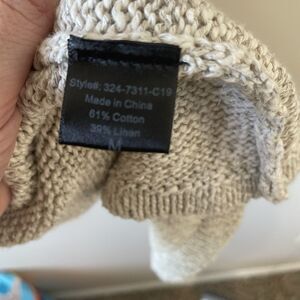 Style#: 324-7311-C19
Made in China
61% Cotton
39% Linen
M